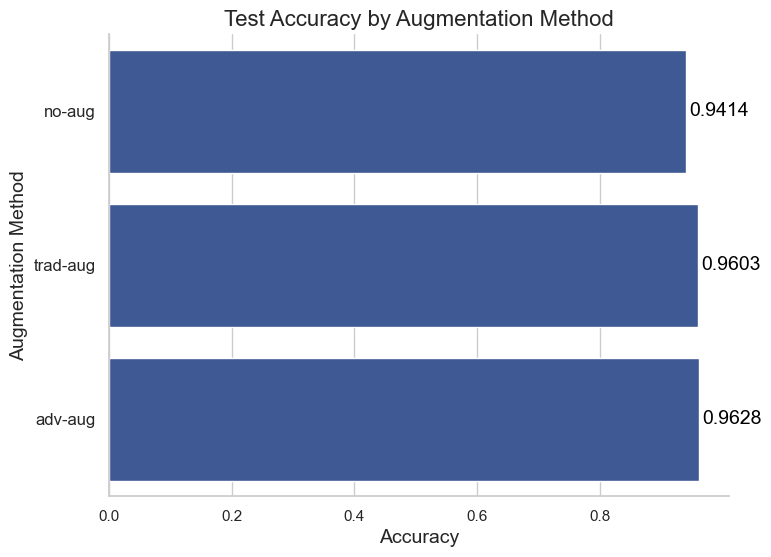 Test Accuracy by Augmentation Method
Augmentation Method
no-aug
0.9414
trad-aug
0.9603
adv-aug
0.9628
0.0 0.2 0.4 0.6 0.8
Accuracy